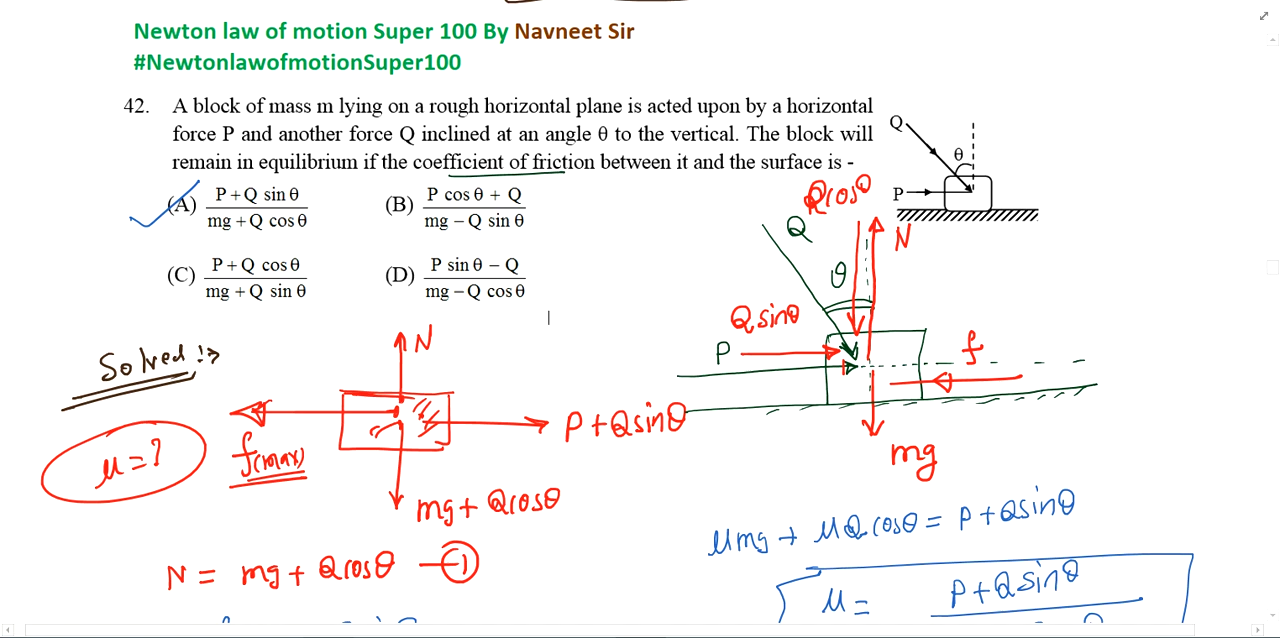 Newton law of motion Super 100 By Navneet Sir
#NewtonlawofmotionSuper100
42. A block of mass m lying on a rough horizontal plane is acted upon by a horizontal
force P and another force Q inclined at an angle θ to the vertical. The block will
remain in equilibrium if the coefficient of friction between it and the surface is -
(A) P + Q sin θ / mg + Q cos θ
(B) P cos θ + Q / mg − Q sin θ
(C) P + Q cos θ / mg + Q sin θ
(D) P sin θ − Q / mg − Q cos θ
Q
θ
P
Qcosθ
Q
N
θ
Qsinθ
P
f
mg
Solved :→
N
P+Qsinθ
f(max)
μ=?
mg+ Qcosθ
N = mg+ Qcosθ —①
μmg + μQcosθ = P+Qsinθ
μ = P+Qsinθ